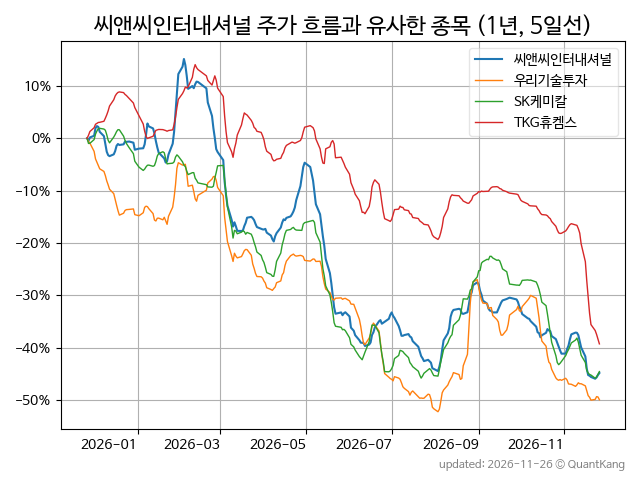 씨앤씨인터내셔널 주가 흐름과 유사한 종목 (1년, 5일선)
씨앤씨인터내셔널
우리기술투자
SK케미칼
TKG휴켐스
10%
0%
−10%
−20%
−30%
−40%
−50%
2026-01
2026-03
2026-05
2026-07
2026-09
2026-11
updated: 2026-11-26 © QuantKang